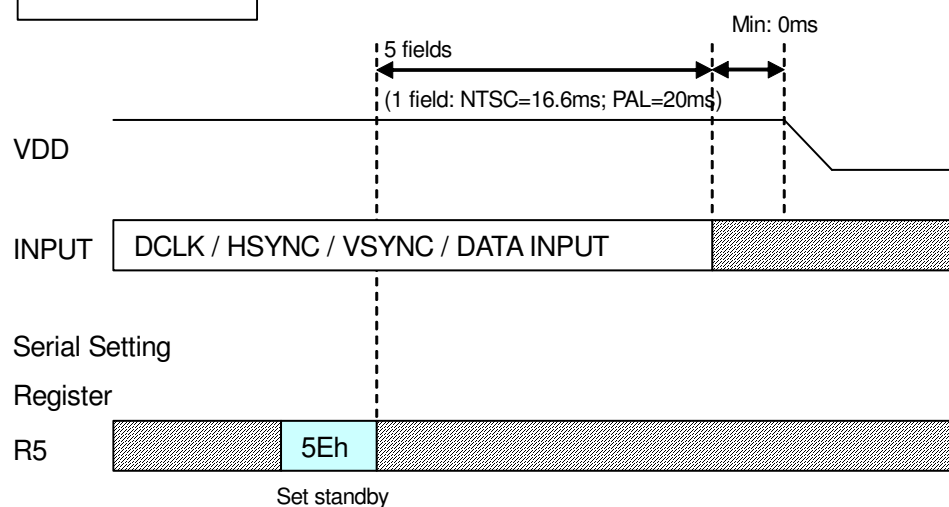 Min: 0ms
5 fields
(1 field: NTSC=16.6ms; PAL=20ms)
VDD
INPUT DCLK / HSYNC / VSYNC / DATA INPUT
Serial Setting
Register
R5 5Eh
Set standby